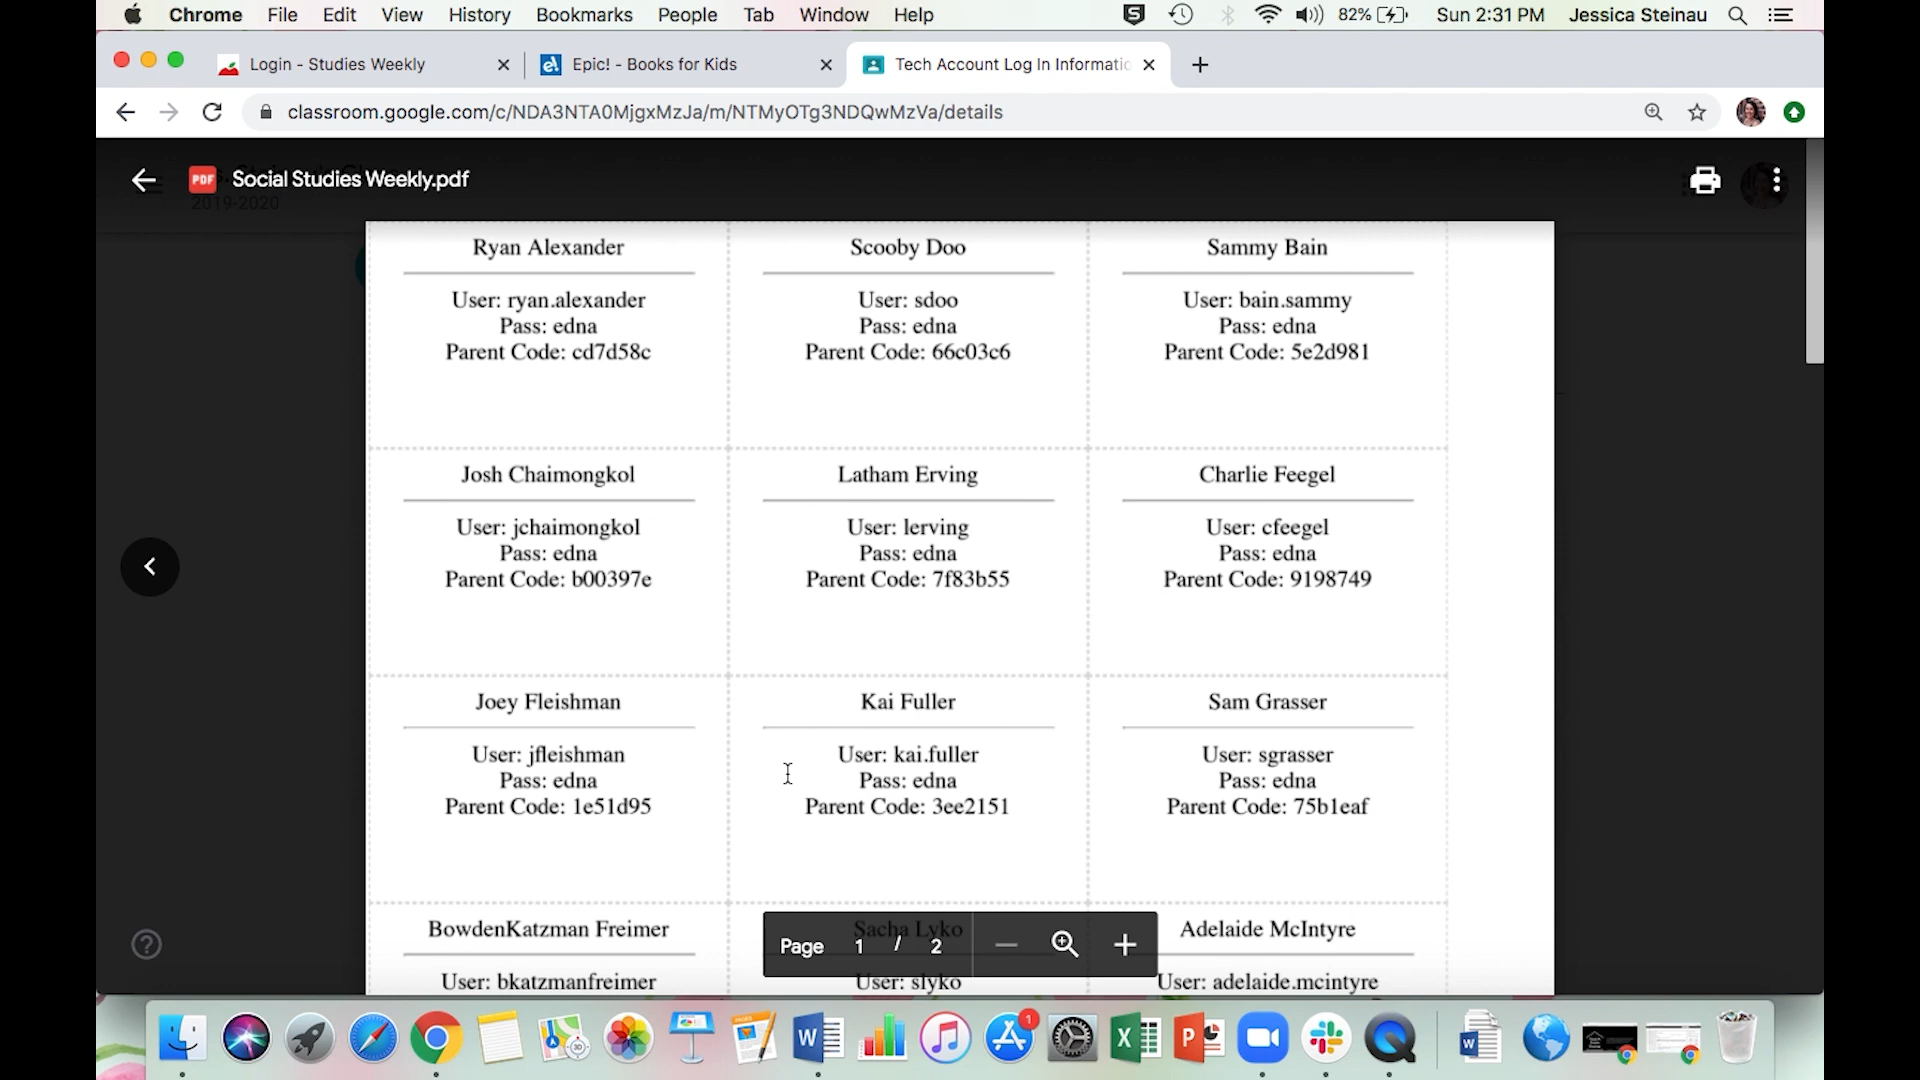 Chrome File Edit View History Bookmarks People Tab Window Help 82% Sun 2:31 PM Jessica Steinau
Login - Studies Weekly
Epic! - Books for Kids
Tech Account Log In Informatio
classroom.google.com/c/NDA3NTA0MjgxMzJa/m/NTMyOTg3NDQwMzVa/details
PDF Social Studies Weekly.pdf
2019-2020
Ryan Alexander
User: ryan.alexander
Pass: edna
Parent Code: cd7d58c
Scooby Doo
User: sdoo
Pass: edna
Parent Code: 66c03c6
Sammy Bain
User: bain.sammy
Pass: edna
Parent Code: 5e2d981
Josh Chaimongkol
User: jchaimongkol
Pass: edna
Parent Code: b00397e
Latham Erving
User: lerving
Pass: edna
Parent Code: 7f83b55
Charlie Feegel
User: cfeegel
Pass: edna
Parent Code: 9198749
Joey Fleishman
User: jfleishman
Pass: edna
Parent Code: 1e51d95
Kai Fuller
User: kai.fuller
Pass: edna
Parent Code: 3ee2151
Sam Grasser
User: sgrasser
Pass: edna
Parent Code: 75b1eaf
BowdenKatzman Freimer
User: bkatzmanfreimer
Sacha Lyko
User: slyko
Adelaide McIntyre
User: adelaide.mcintyre
Page 1 / 2